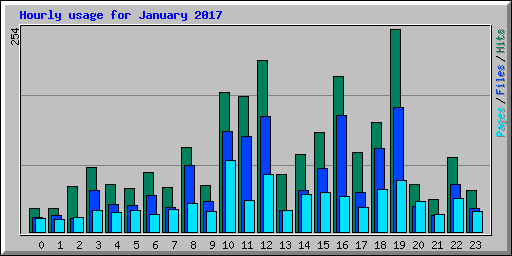 Hourly usage for January 2017
254
Pages/Files/Hits
0 1 2 3 4 5 6 7 8 9 10 11 12 13 14 15 16 17 18 19 20 21 22 23